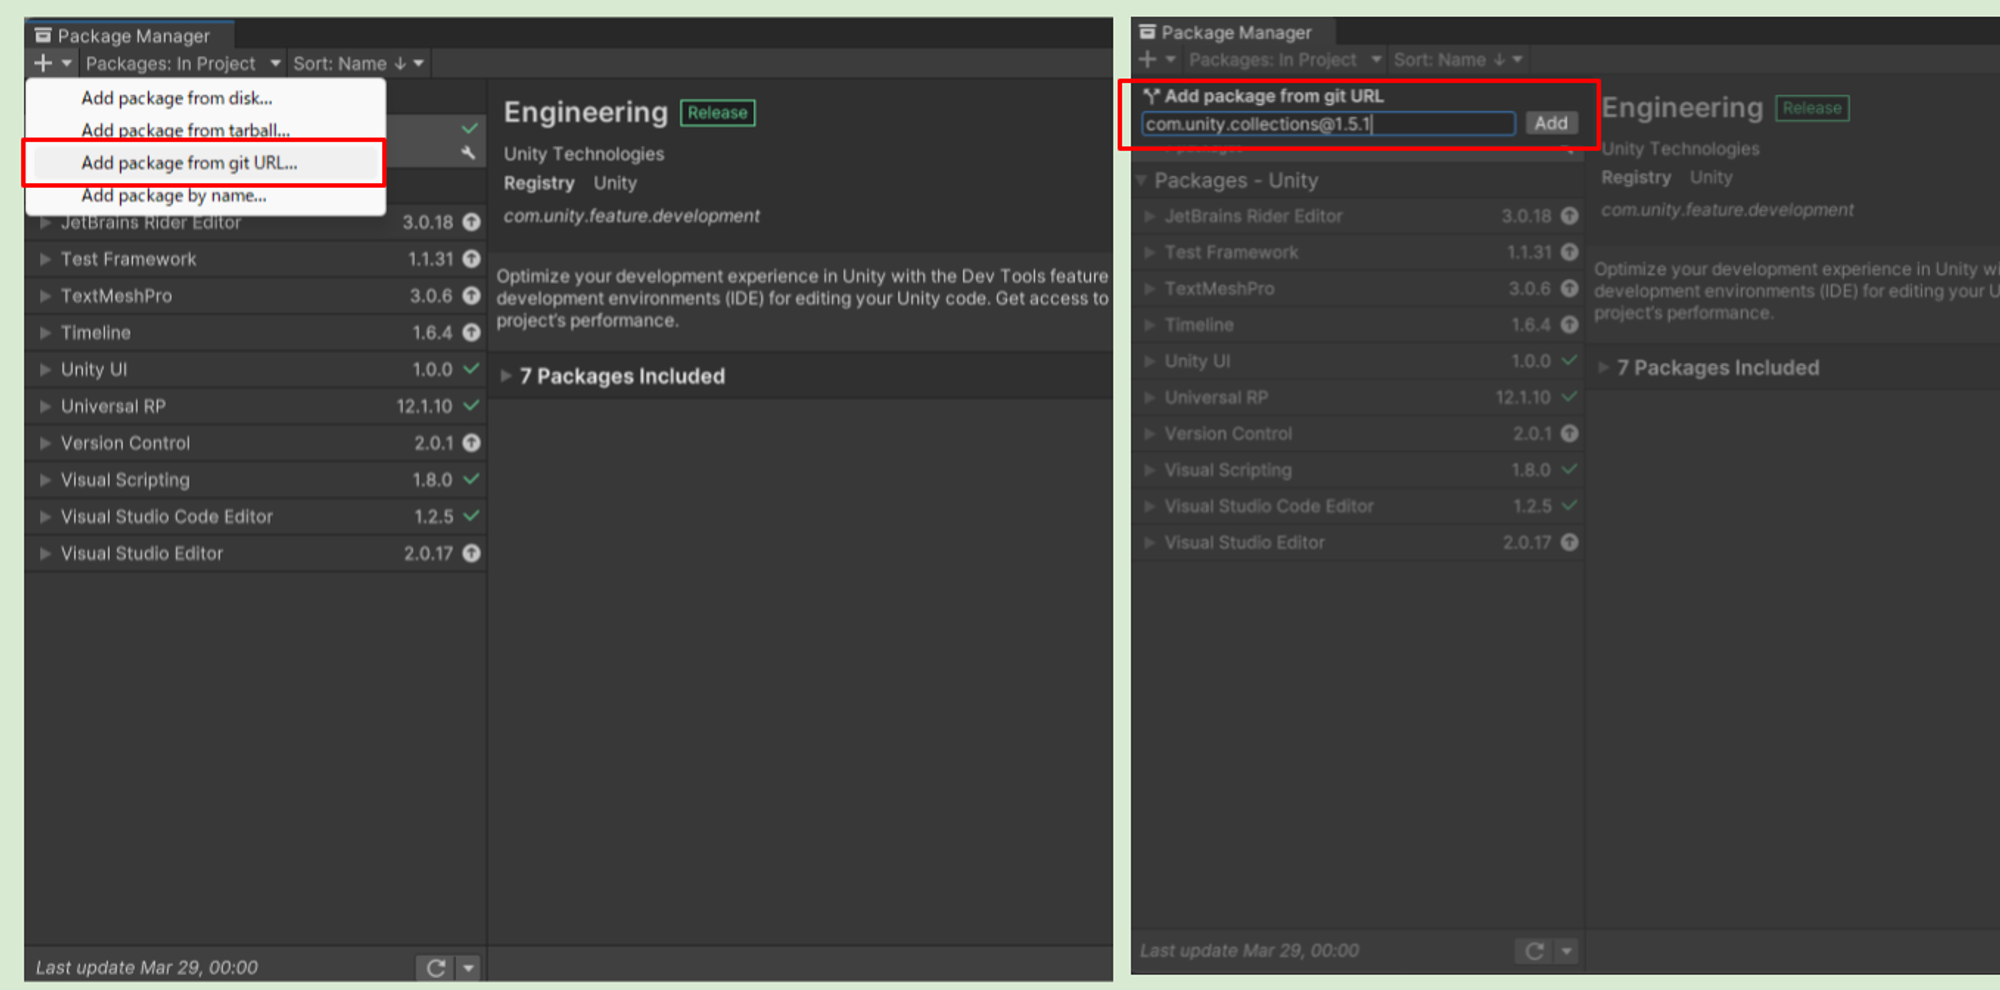 Package Manager
Packages: In Project
Sort: Name ↓
Add package from disk...
Add package from tarball...
Add package from git URL...
Add package by name...
JetBrains Rider Editor 3.0.18
Test Framework 1.1.31
TextMeshPro 3.0.6
Timeline 1.6.4
Unity UI 1.0.0
Universal RP 12.1.10
Version Control 2.0.1
Visual Scripting 1.8.0
Visual Studio Code Editor 1.2.5
Visual Studio Editor 2.0.17
Last update Mar 29, 00:00
Engineering Release
Unity Technologies
Registry Unity
com.unity.feature.development
Optimize your development experience in Unity with the Dev Tools feature
development environments (IDE) for editing your Unity code. Get access to
project's performance.
7 Packages Included
Package Manager
Packages: In Project
Sort: Name ↓
Add package from git URL
com.unity.collections@1.5.1
Add
Packages - Unity
JetBrains Rider Editor 3.0.18
Test Framework 1.1.31
TextMeshPro 3.0.6
Timeline 1.6.4
Unity UI 1.0.0
Universal RP 12.1.10
Version Control 2.0.1
Visual Scripting 1.8.0
Visual Studio Code Editor 1.2.5
Visual Studio Editor 2.0.17
Last update Mar 29, 00:00
Engineering Release
Unity Technologies
Registry Unity
com.unity.feature.development
Optimize your development experience in Unity wi
development environments (IDE) for editing your U
project's performance.
7 Packages Included